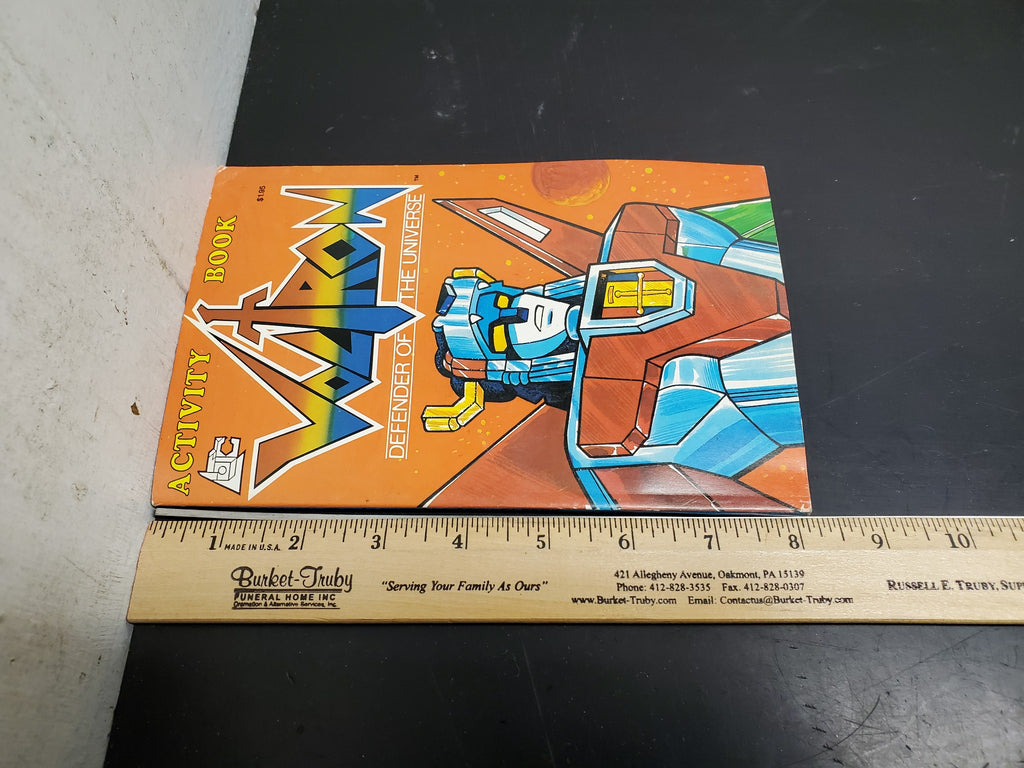 ACTIVITY BOOK
$1.95
VOLTRON
TM
DEFENDER OF THE UNIVERSE
1 2 3 4 5 6 7 8 9 10
MADE IN U.S.A.
Burket-Truby
FUNERAL HOME INC
Cremation & Alternative Services, Inc.
"Serving Your Family As Ours"
421 Allegheny Avenue, Oakmont, PA 15139
Phone: 412-828-3535 Fax. 412-828-0307
www.Burket-Truby.com Email: Contactus@Burket-Truby.com
RUSSELL E. TRUBY, SUP